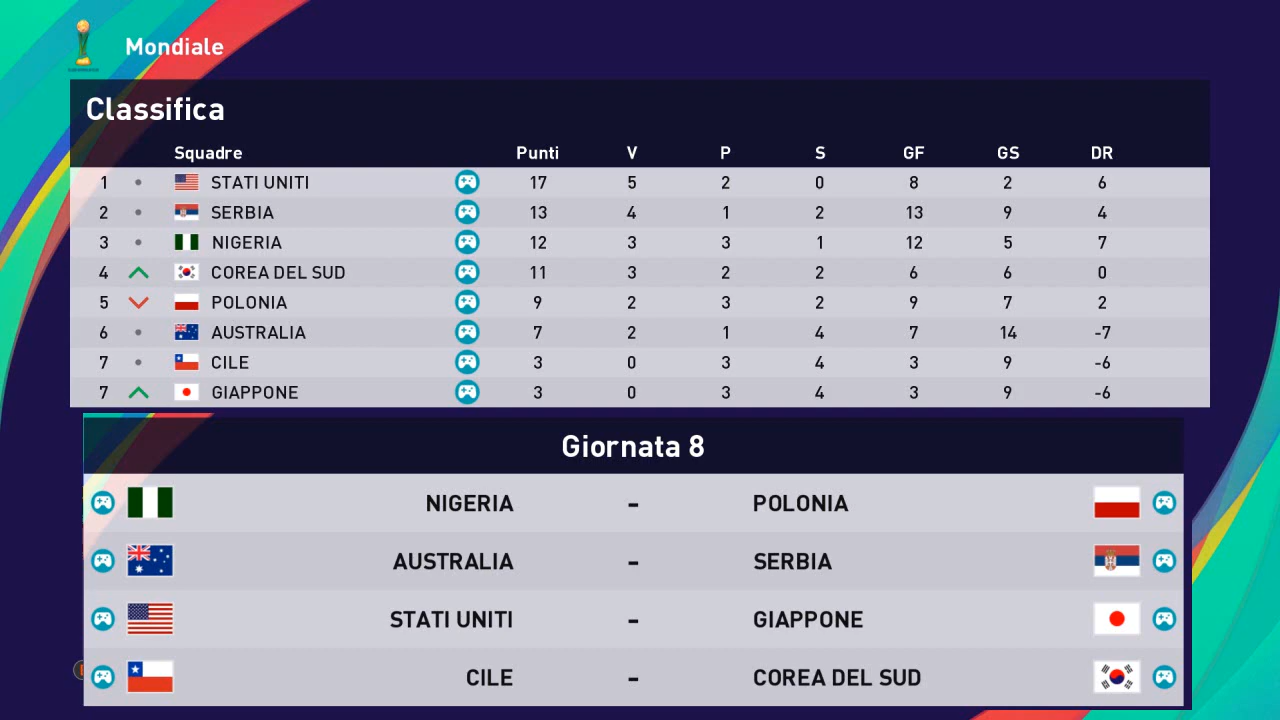 Mondiale
Classifica
Squadre Punti V P S GF GS DR
1 STATI UNITI 17 5 2 0 8 2 6
2 SERBIA 13 4 1 2 13 9 4
3 NIGERIA 12 3 3 1 12 5 7
4 COREA DEL SUD 11 3 2 2 6 6 0
5 POLONIA 9 2 3 2 9 7 2
6 AUSTRALIA 7 2 1 4 7 14 -7
7 CILE 3 0 3 4 3 9 -6
7 GIAPPONE 3 0 3 4 3 9 -6
Giornata 8
NIGERIA - POLONIA
AUSTRALIA - SERBIA
STATI UNITI - GIAPPONE
CILE - COREA DEL SUD